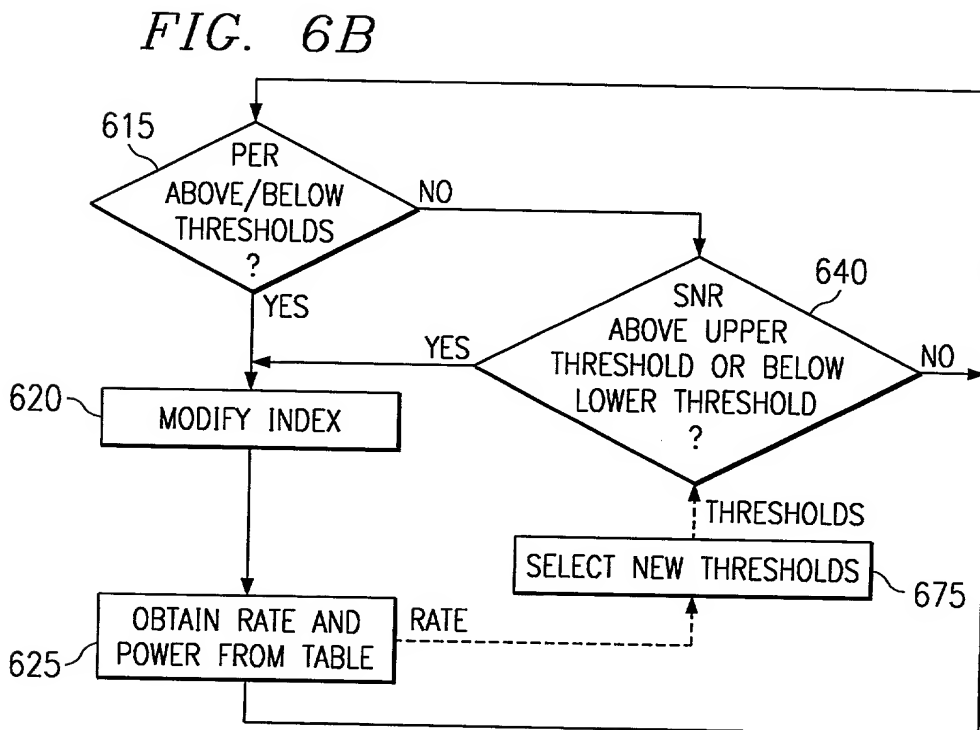 FIG. 6B
615
PER
ABOVE/BELOW
THRESHOLDS
?
NO
YES
640
SNR
ABOVE UPPER
THRESHOLD OR BELOW
LOWER THRESHOLD
?
YES
NO
620
MODIFY INDEX
THRESHOLDS
SELECT NEW THRESHOLDS
675
OBTAIN RATE AND
POWER FROM TABLE
625
RATE